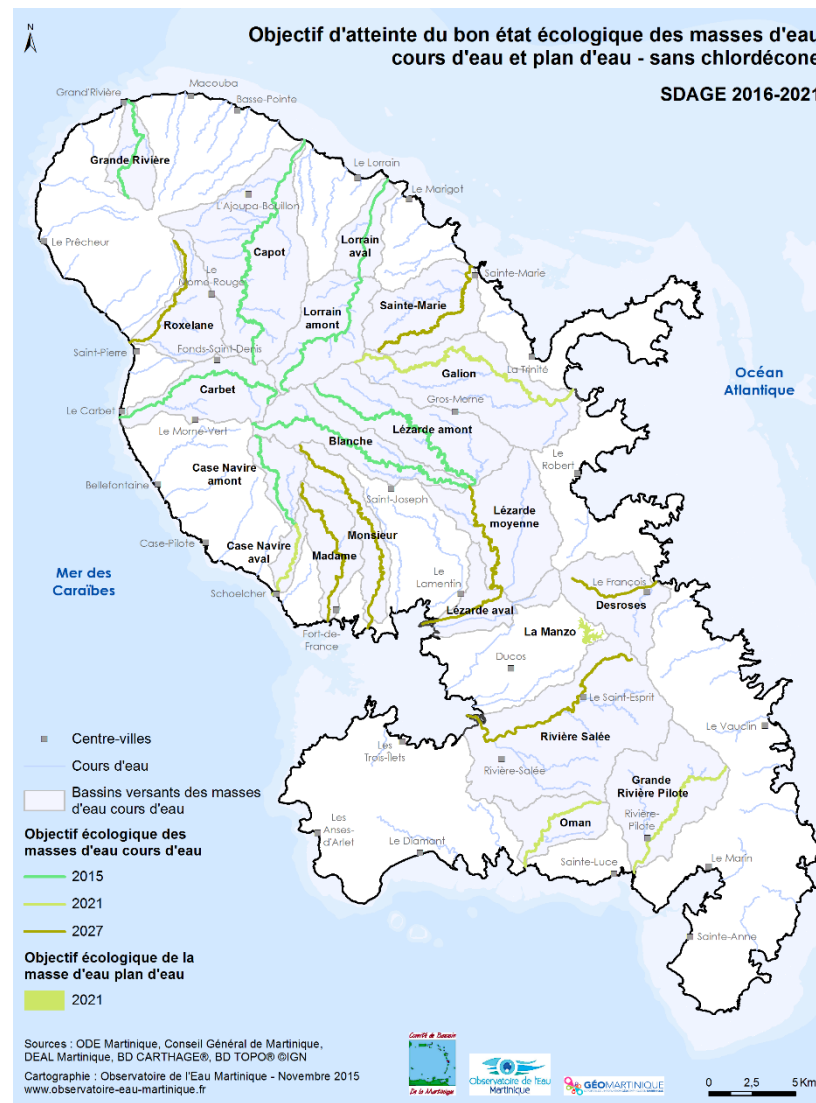 N
Objectif d'atteinte du bon état écologique des masses d'eau
cours d'eau et plan d'eau - sans chlordécone
SDAGE 2016-2021
Grand'Rivière
Macouba
Basse-Pointe
Grande Rivière
Le Lorrain
L'Ajoupa-Bouillon
Le Marigot
Le Prêcheur
Capot
Lorrain
aval
Le
Morne-Rouge
Sainte-Marie
Sainte-Marie
Roxelane
Lorrain
amont
Saint-Pierre
Fonds-Saint-Denis
La Trinité
Galion
Océan
Atlantique
Carbet
Gros-Morne
Le Carbet
Le Morne-Vert
Lézarde amont
Blanche
Case Navire
amont
Le
Robert
Bellefontaine
Saint-Joseph
Lézarde
moyenne
Case-Pilote
Case Navire
aval
Monsieur
Madame
Mer des
Caraïbes
Le
Lamentin
Le François
Desroses
Schoelcher
Lézarde aval
Fort-de-
France
La Manzo
Ducos
Le Saint-Esprit
Le Vauclin
Rivière Salée
Les
Trois-Îlets
Rivière-Salée
Grande
Rivière Pilote
Rivière-
Pilote
Oman
Les
Anses-
d'Arlet
Le Diamant
Sainte-Luce
Le Marin
Sainte-Anne
Centre-villes
Cours d'eau
Bassins versants des masses
d'eau cours d'eau
Objectif écologique des
masses d'eau cours d'eau
2015
2021
2027
Objectif écologique de la
masse d'eau plan d'eau
2021
Sources : ODE Martinique, Conseil Général de Martinique,
DEAL Martinique, BD CARTHAGE®, BD TOPO® ©IGN
Cartographie : Observatoire de l'Eau Martinique - Novembre 2015
www.observatoire-eau-martinique.fr
Comité de Bassin
De la Martinique
Observatoire de l'Eau
Martinique
GÉOMARTINIQUE
0 2,5 5 Km